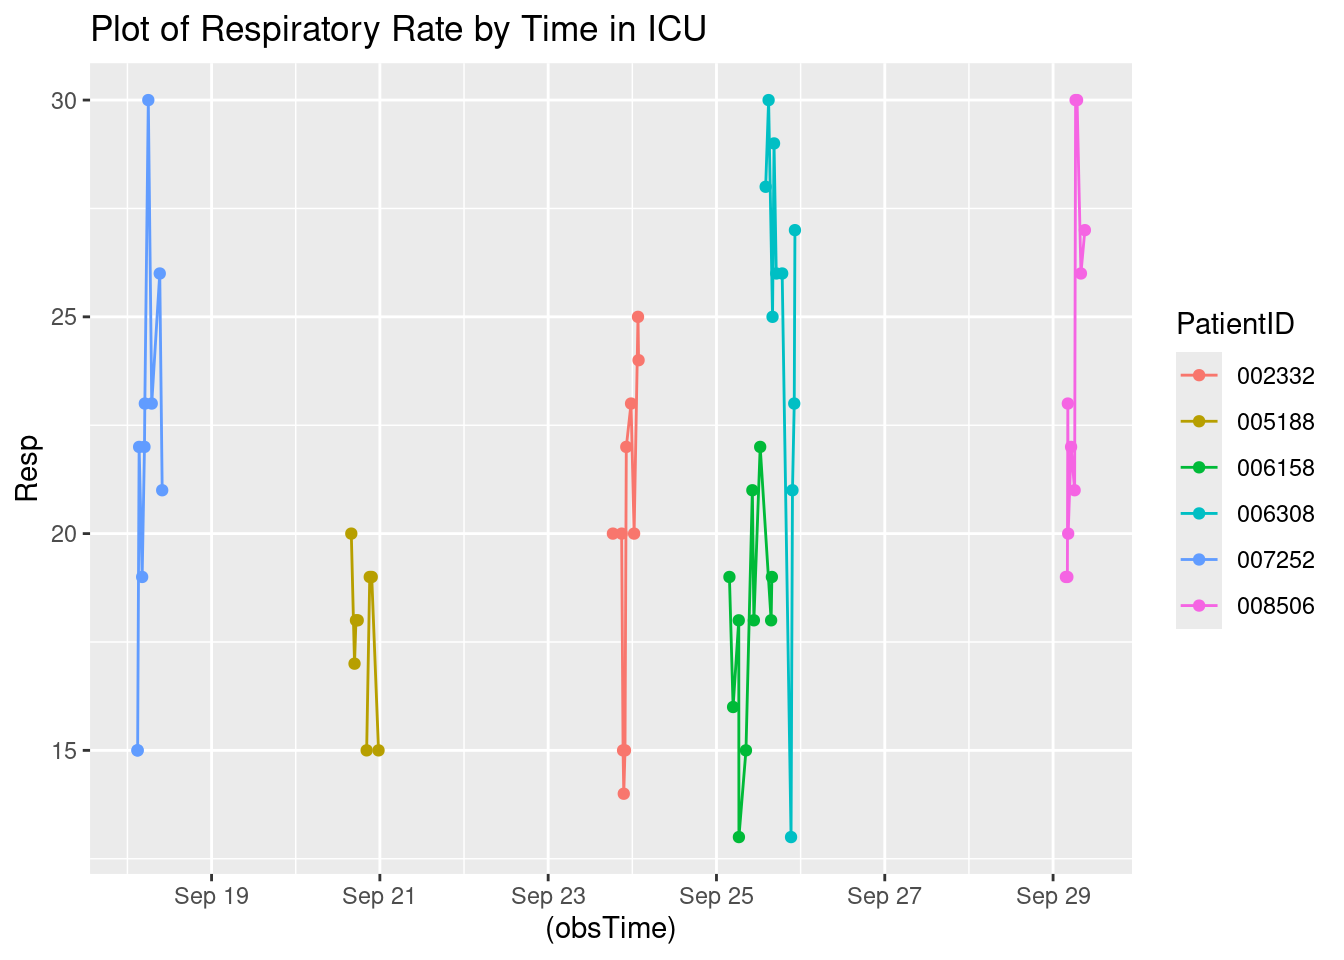 Plot of Respiratory Rate by Time in ICU
30
25
20
15
Resp
Sep 19
Sep 21
Sep 23
Sep 25
Sep 27
Sep 29
(obsTime)
PatientID
002332
005188
006158
006308
007252
008506